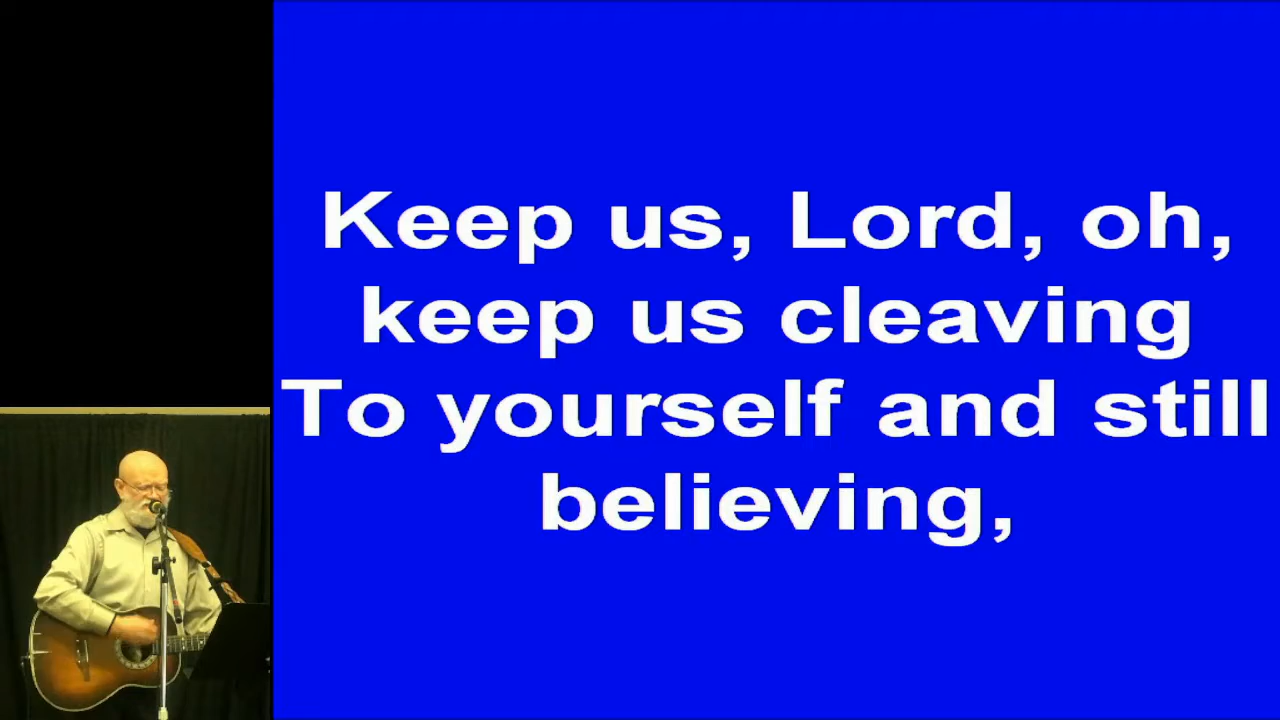 Keep us, Lord, oh,
keep us cleaving
To yourself and still
believing,